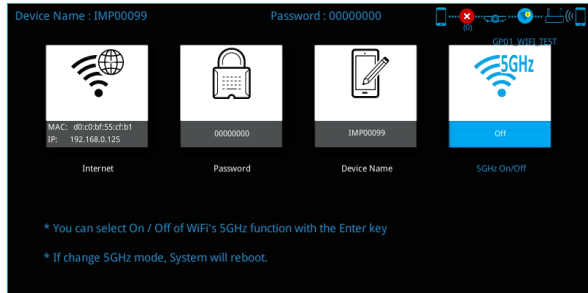 Device Name : IMP00099
Password : 00000000
(0)
GP01_WIFI_TEST
5GHz
MAC: d0:c0:bf:55:cf:b1
IP: 192.168.0.125
00000000
IMP00099
Off
Internet
Password
Device Name
5GHz On/Off
* You can select On / Off of WiFi's 5GHz function with the Enter key
* If change 5GHz mode, System will reboot.